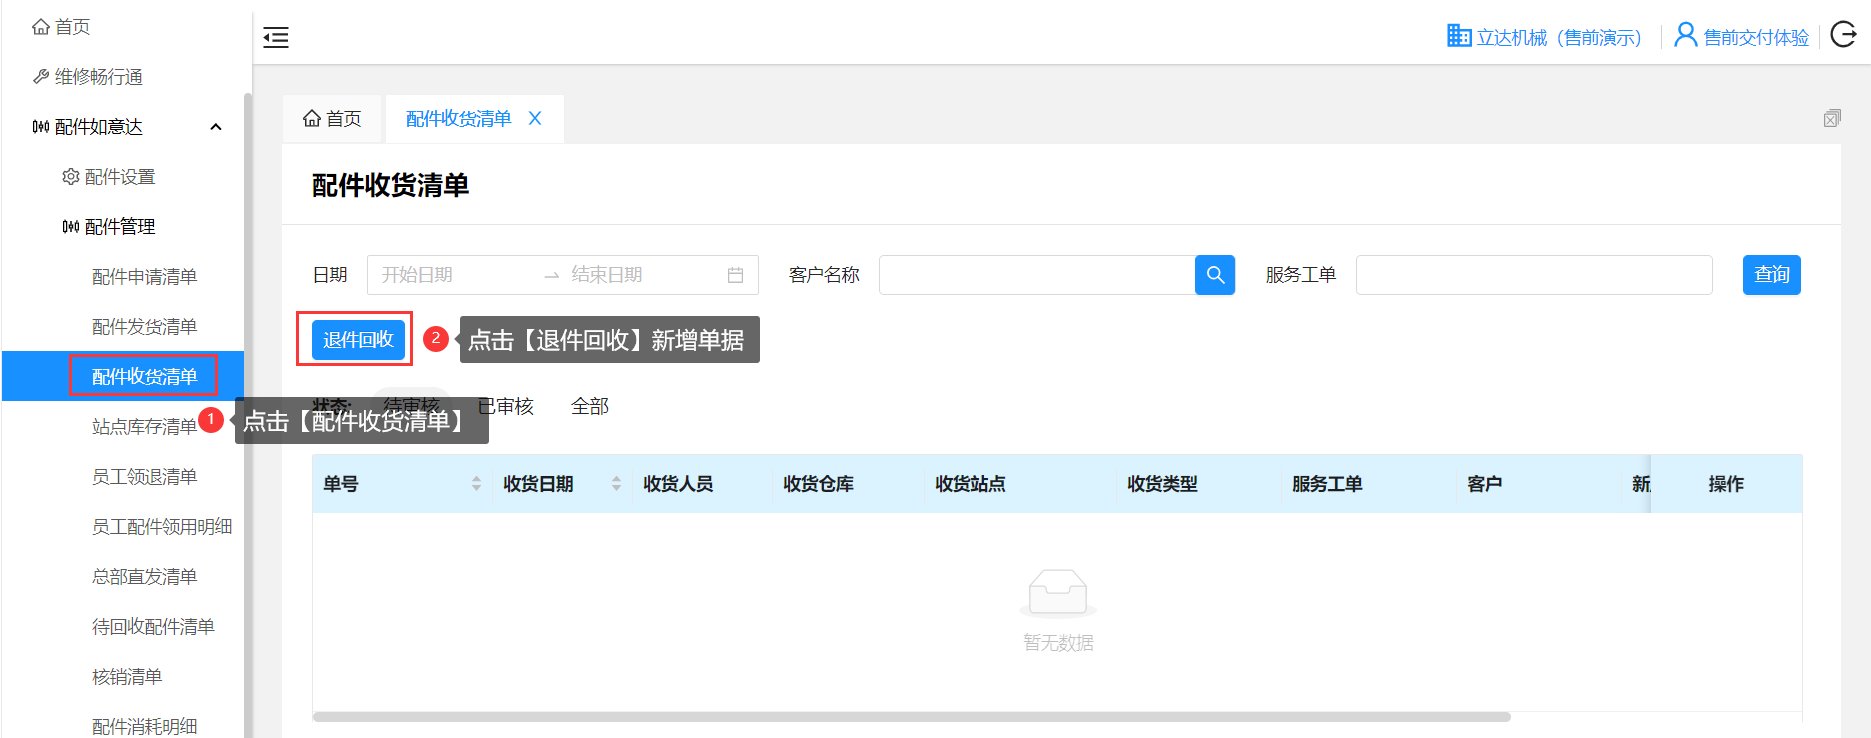 首页
维修畅行通
配件如意达
配件设置
配件管理
配件申请清单
配件发货清单
配件收货清单
站点库存清单
员工领退清单
员工配件领用明细
总部直发清单
待回收配件清单
核销清单
配件消耗明细
立达机械（售前演示）
售前交付体验
首页
配件收货清单
配件收货清单
日期 开始日期 结束日期 客户名称 服务工单 查询
退件回收
2
点击【退件回收】新增单据
状态: 待审核 已审核 全部
1
点击【配件收货清单】
单号 收货日期 收货人员 收货仓库 收货站点 收货类型 服务工单 客户 新 操作
暂无数据